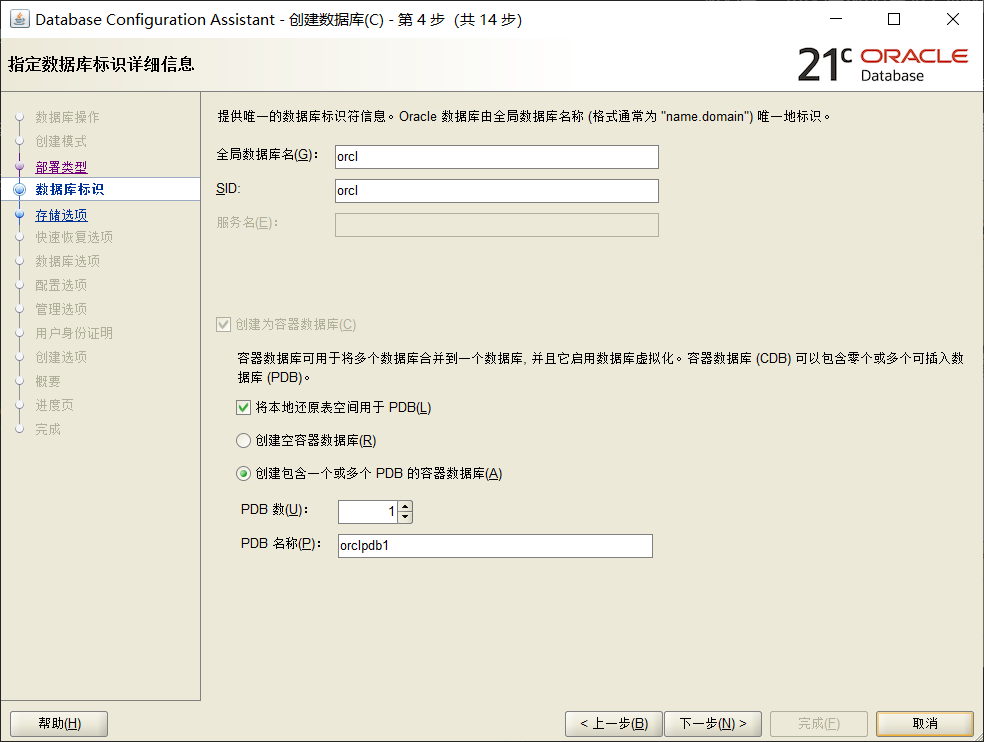 Database Configuration Assistant - 创建数据库(C) - 第 4 步 (共 14 步)
指定数据库标识详细信息
21c ORACLE
Database
数据库操作
创建模式
部署类型
数据库标识
存储选项
快速恢复选项
数据库选项
配置选项
管理选项
用户身份证明
创建选项
概要
进度页
完成
提供唯一的数据库标识符信息。Oracle 数据库由全局数据库名称 (格式通常为 "name.domain") 唯一地标识。
全局数据库名(G): orcl
SID: orcl
服务名(E):
创建为容器数据库(C)
容器数据库可用于将多个数据库合并到一个数据库, 并且它启用数据库虚拟化。容器数据库 (CDB) 可以包含零个或多个可插入数
据库 (PDB)。
将本地还原表空间用于 PDB(L)
创建空容器数据库(R)
创建包含一个或多个 PDB 的容器数据库(A)
PDB 数(U): 1
PDB 名称(P): orclpdb1
帮助(H) < 上一步(B) 下一步(N) > 完成(F) 取消